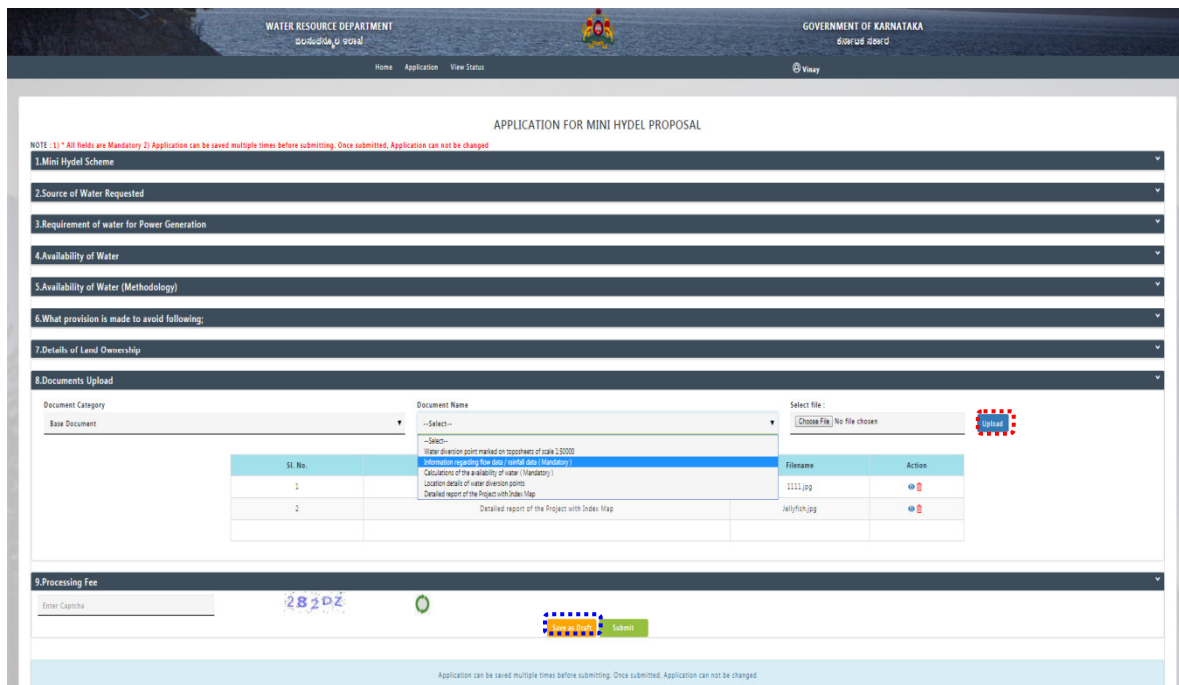 WATER RESOURCE DEPARTMENT
ಜಲಸಂಪನ್ಮೂಲ ಇಲಾಖೆ
GOVERNMENT OF KARNATAKA
ಕರ್ನಾಟಕ ಸರ್ಕಾರ
Home Application View Status
Vinay
APPLICATION FOR MINI HYDEL PROPOSAL
NOTE : 1) * All fields are Mandatory 2) Application can be saved multiple times before submitting. Once submitted, Application can not be changed
1.Mini Hydel Scheme
2.Source of Water Requested
3.Requirement of water for Power Generation
4.Availability of Water
5.Availability of Water (Methodology)
6.What provision is made to avoid following;
7.Details of Land Ownership
8.Documents Upload
Document Category Document Name Select file :
Base Document --Select-- Choose File No file chosen Upload
--Select--
Water diversion point marked on toposheets of scale 1:50000
Information regarding flow data / rainfall data ( Mandatory )
Calculations of the availability of water ( Mandatory )
Location details of water diversion points
Detailed report of the Project with Index Map
Sl. No. Filename Action
1 1111.jpg
2 Detailed report of the Project with Index Map Jellyfish.jpg
9.Processing Fee
Enter Captcha 282DZ
Save as Draft Submit
Application can be saved multiple times before submitting. Once submitted, Application can not be changed